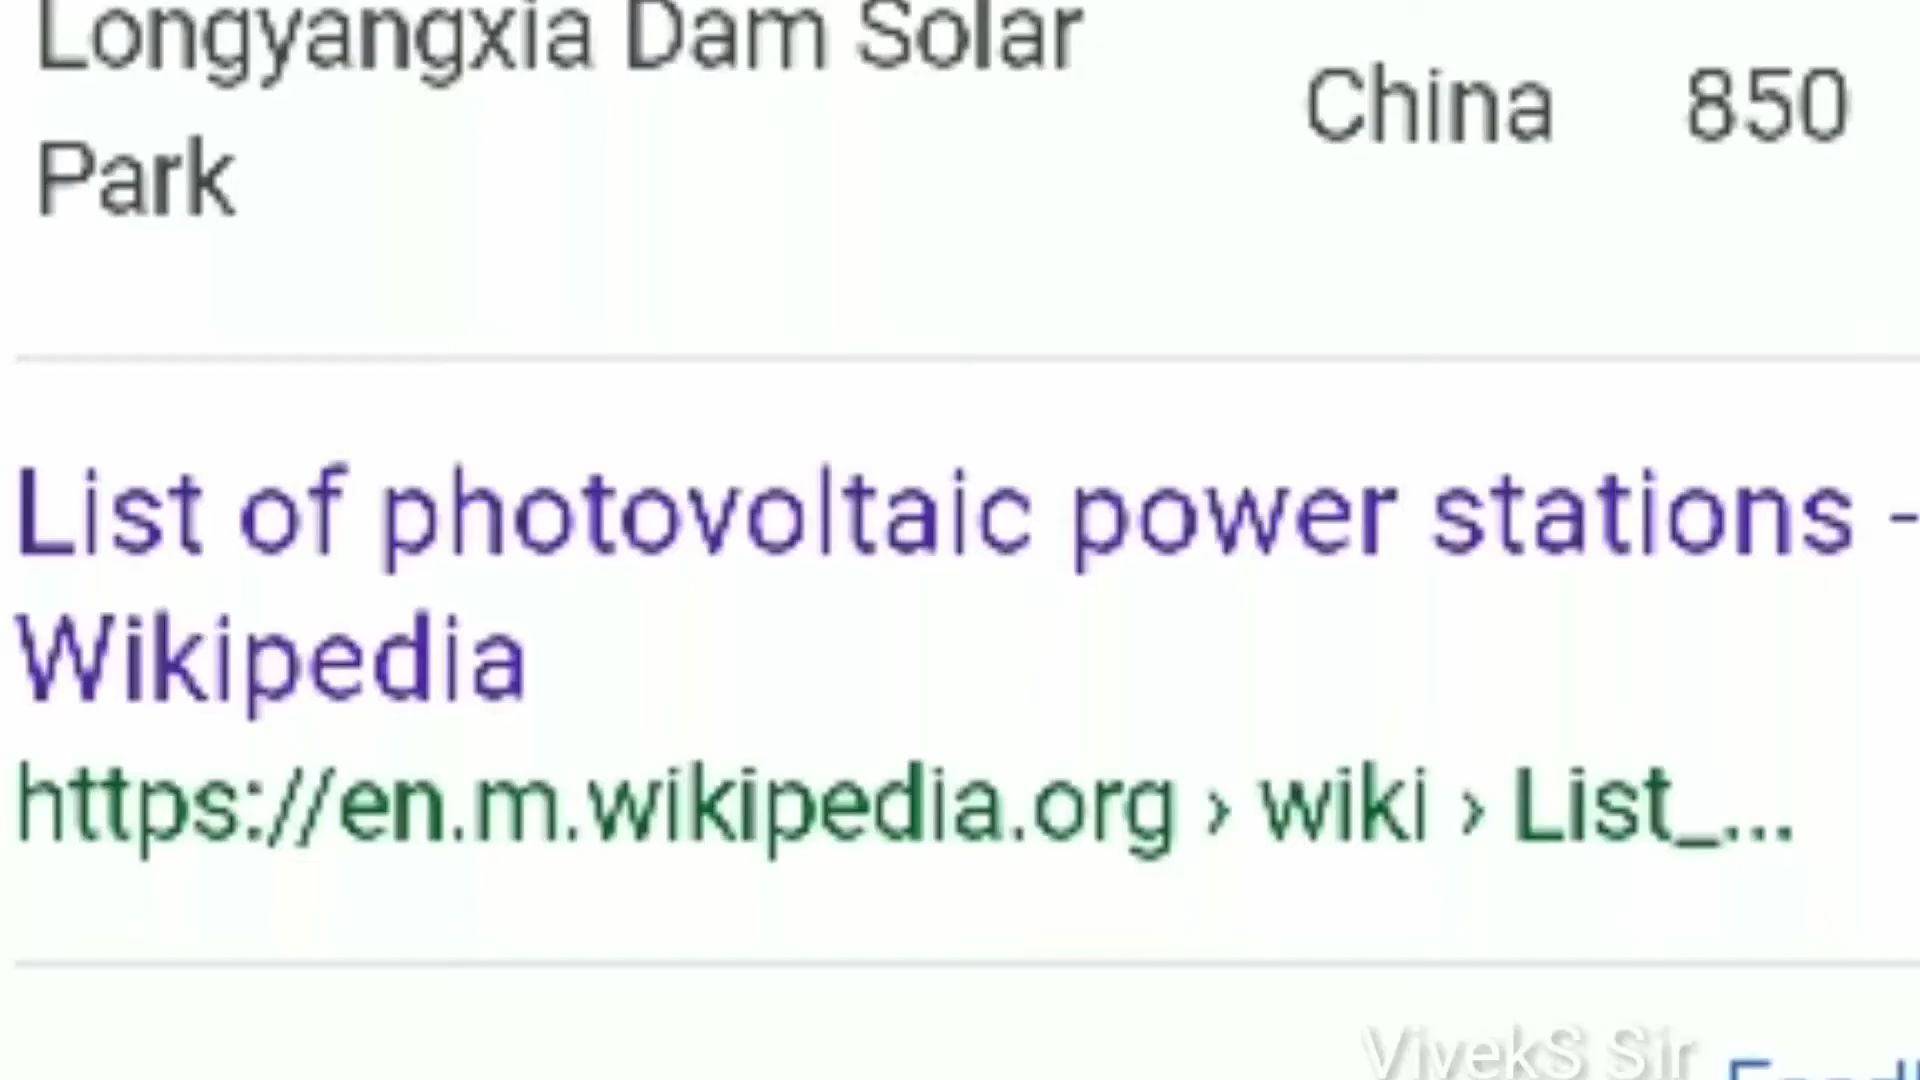 Longyangxia Dam Solar
Park
China 850
List of photovoltaic power stations -
Wikipedia
https://en.m.wikipedia.org › wiki › List_...
VivekS Sir